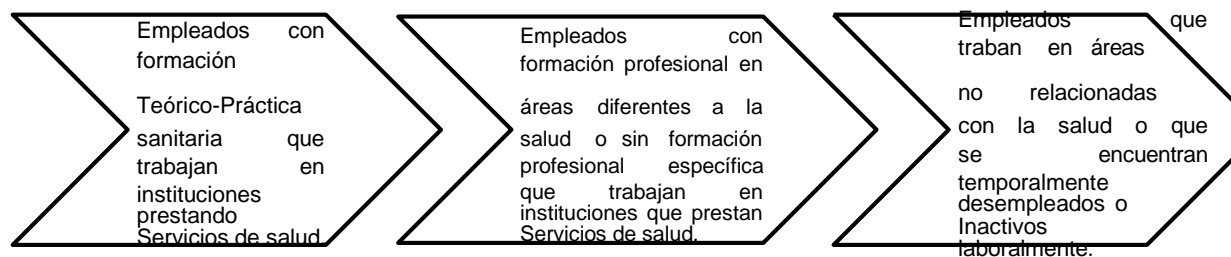 Empleados con
formación
Teórico-Práctica
sanitaria que
trabajan en
instituciones
prestando
Servicios de salud
Empleados con
formación profesional en
áreas diferentes a la
salud o sin formación
profesional específica
que trabajan en
instituciones que prestan
Servicios de salud.
Empleados que
traban en áreas
no relacionadas
con la salud o que
se encuentran
temporalmente
desempleados o
Inactivos
laboralmente.